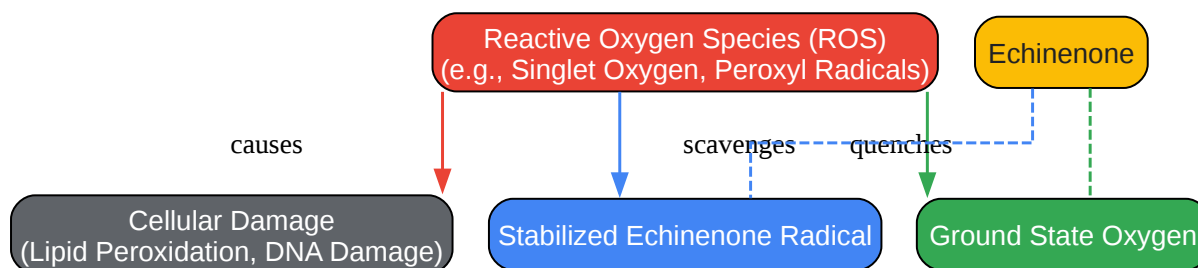 Reactive Oxygen Species (ROS)
(e.g., Singlet Oxygen, Peroxyl Radicals)
Echinenone
causes
scavenges
quenches
Cellular Damage
(Lipid Peroxidation, DNA Damage)
Stabilized Echinenone Radical
Ground State Oxygen